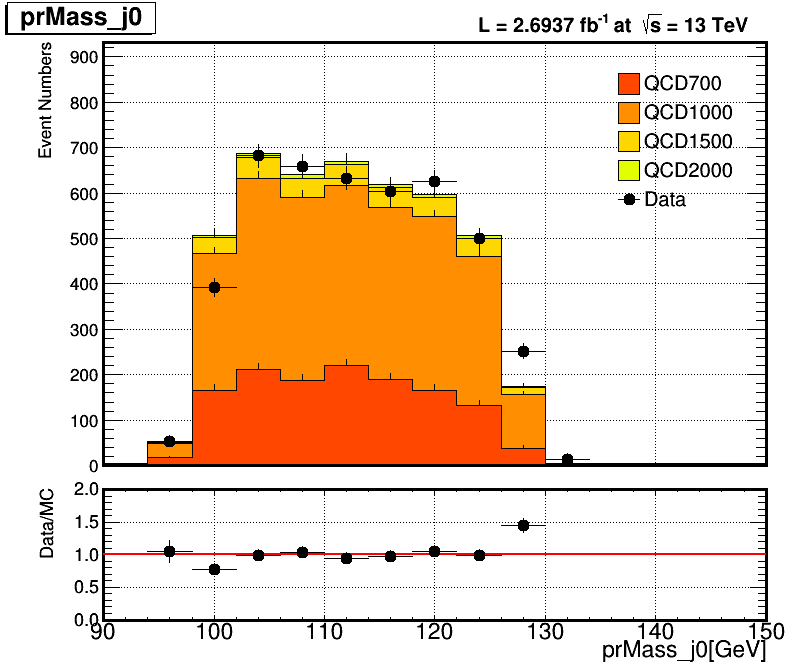 prMass_j0
L = 2.6937 fb⁻¹ at √s = 13 TeV
Event Numbers
900
800
700
600
500
400
300
200
100
0
QCD700
QCD1000
QCD1500
QCD2000
Data
Data/MC
2.0
1.5
1.0
0.5
0.0
90 100 110 120 130 140 150
prMass_j0[GeV]